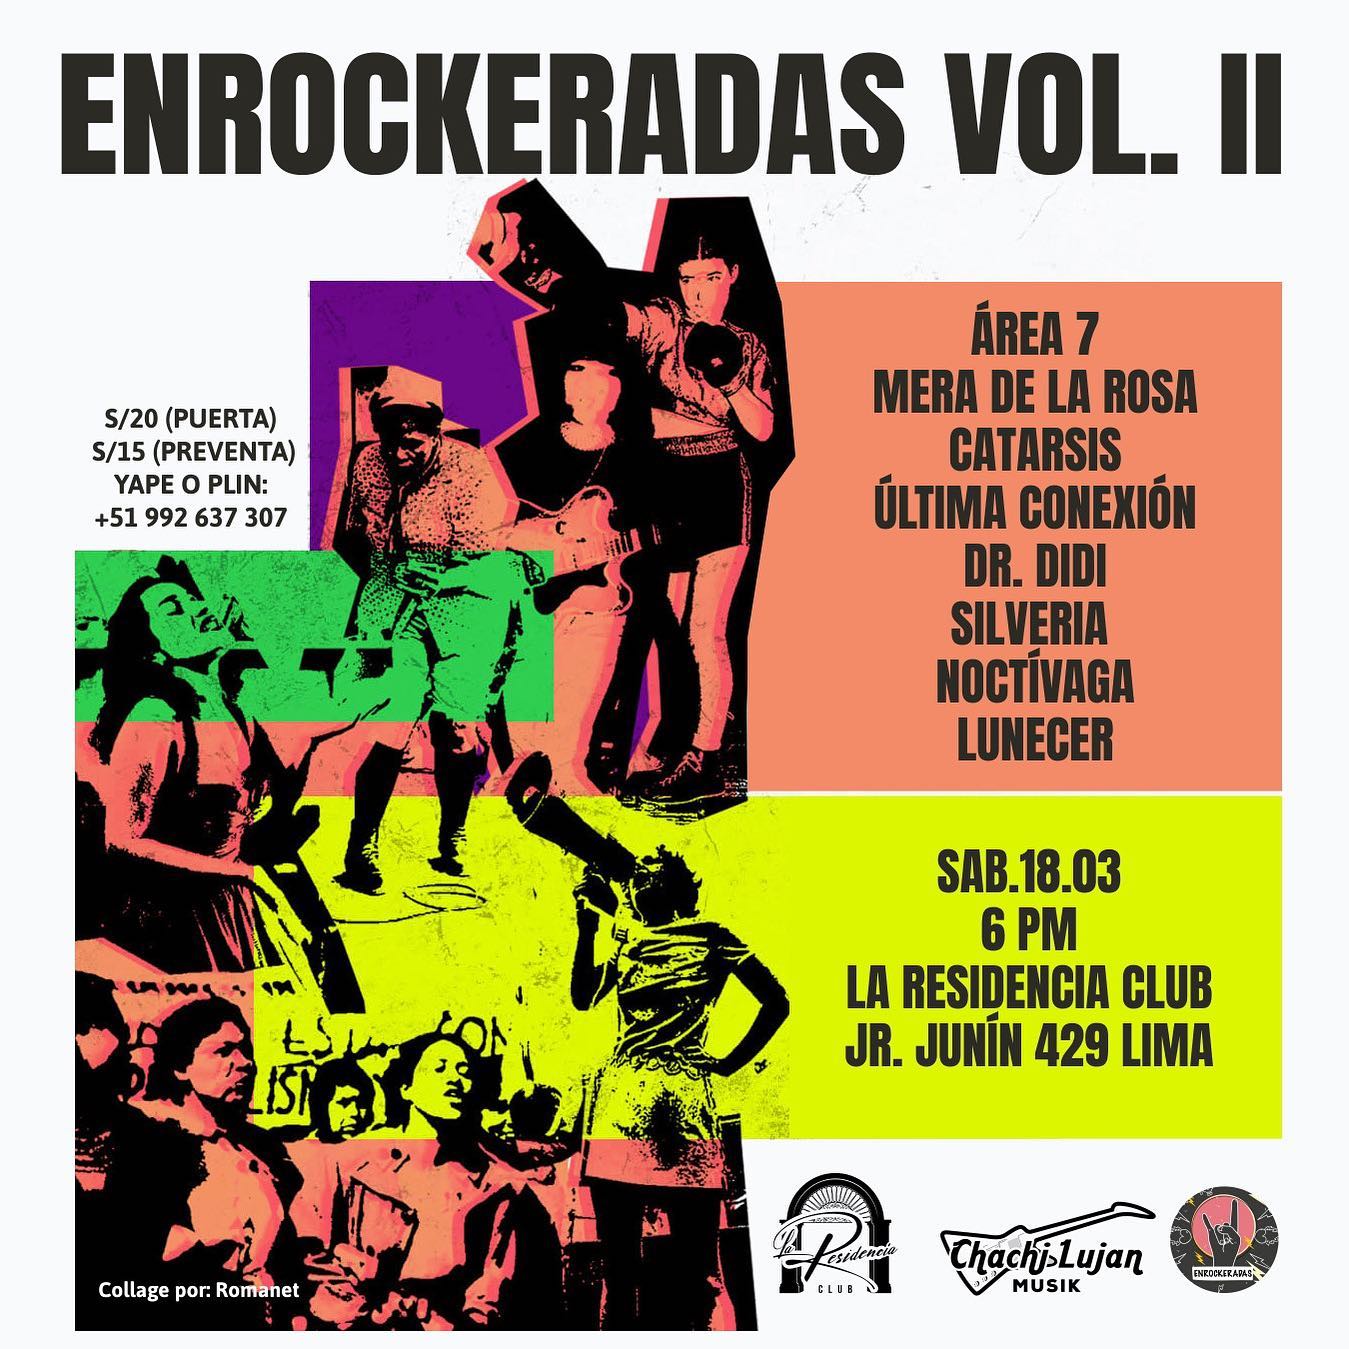 ENROCKERADAS VOL. II
S/20 (PUERTA)
S/15 (PREVENTA)
YAPE O PLIN:
+51 992 637 307
ÁREA 7
MERA DE LA ROSA
CATARSIS
ÚLTIMA CONEXIÓN
DR. DIDI
SILVERIA
NOCTÍVAGA
LUNECER
SAB.18.03
6 PM
LA RESIDENCIA CLUB
JR. JUNÍN 429 LIMA
Collage por: Romanet
La Residencia
CLUB
Chachi Lujan
MUSIK
ENROCKERADAS